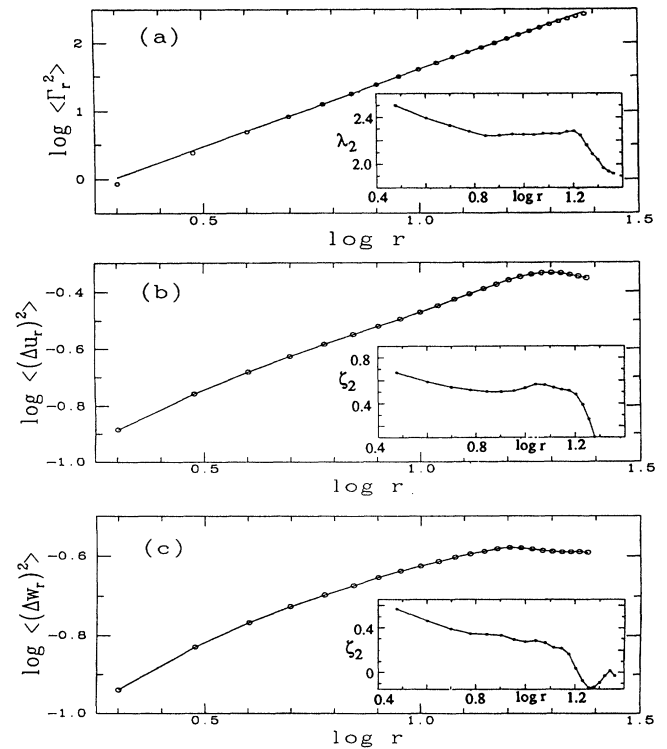 (a)
log <Γr²>
2
1
0
λ₂
2.4
2.0
0.4 0.8 log r 1.2
0.5 1.0 1.5
log r
(b)
log <(Δur)²>
-0.4
-0.6
-0.8
-1.0
ζ₂
0.8
0.4
0.4 0.8 log r 1.2
0.5 1.0 1.5
log r
(c)
log <(Δwr)²>
-0.6
-0.8
-1.0
ζ₂
0.4
0
0.4 0.8 log r 1.2
0.5 1.0 1.5
log r